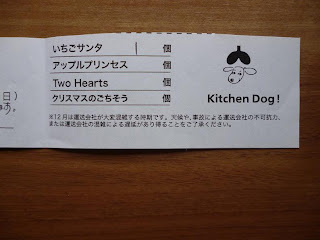 いちごサンタ 個
アップルプリンセス 個
Two Hearts 個
クリスマスのごちそう 個
日）
Kitchen Dog!
ます。
※12月は運送会社が大変混雑する時期です。天候や、事故による運送会社の不可抗力、
または運送会社の混雑による遅延があり得ることをご了承ください。